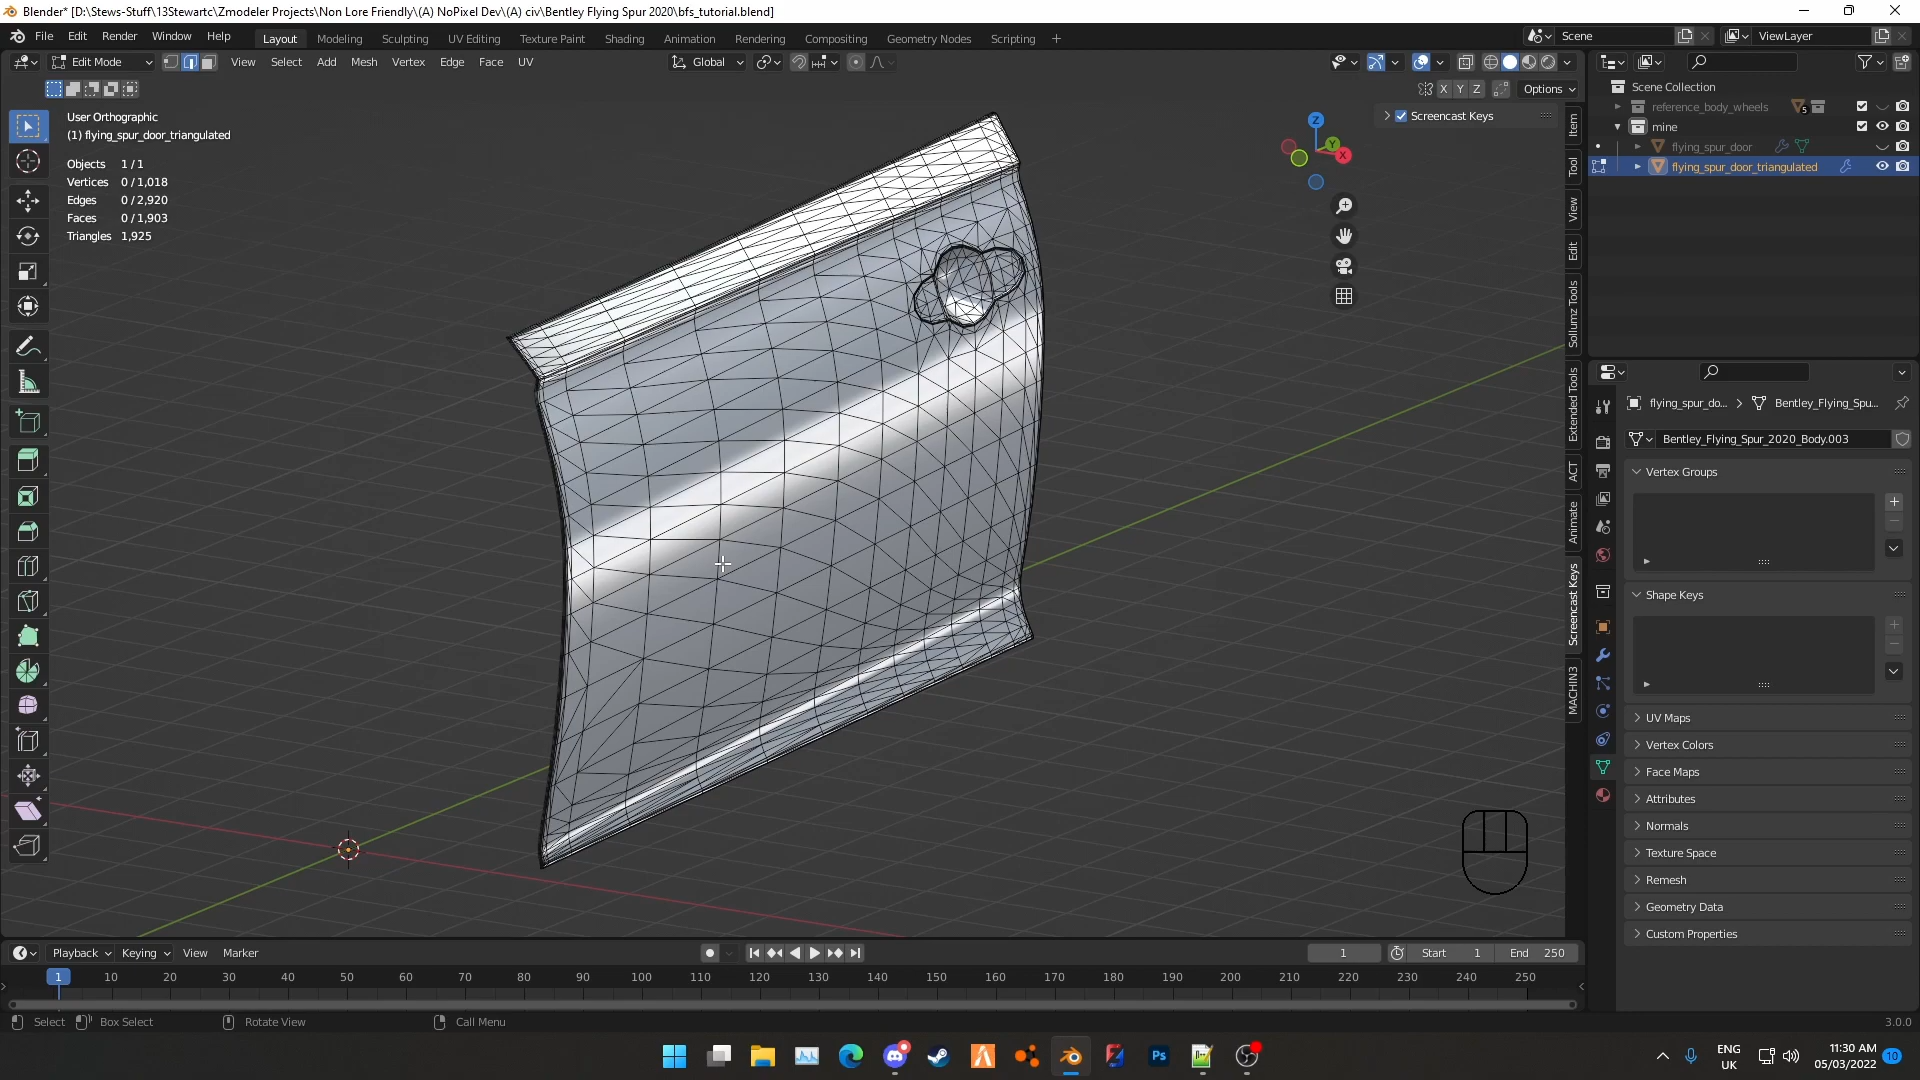 Blender* [D:\Stews-Stuff\13Stewartc\Zmodeler Projects\Non Lore Friendly\(A) NoPixel Dev\(A) civ\Bentley Flying Spur 2020\bfs_tutorial.blend]
File Edit Render Window Help Layout Modeling Sculpting UV Editing Texture Paint Shading Animation Rendering Compositing Geometry Nodes Scripting + Scene ViewLayer
Edit Mode View Select Add Mesh Vertex Edge Face UV Global
X Y Z Options
User Orthographic
(1) flying_spur_door_triangulated
Objects 1/1
Vertices 0/1,018
Edges 0/2,920
Faces 0/1,903
Triangles 1,925
Z
Y
X
Screencast Keys
Item
Tool
View
Edit
Sollumz Tools
Extended Tools
ACT
Animate
Screencast Keys
MACHIN3
Scene Collection
reference_body_wheels 5
mine
flying_spur_door
flying_spur_door_triangulated
flying_spur_do... > Bentley_Flying_Spu...
Bentley_Flying_Spur_2020_Body.003
Vertex Groups
Shape Keys
UV Maps
Vertex Colors
Face Maps
Attributes
Normals
Texture Space
Remesh
Geometry Data
Custom Properties
Playback Keying View Marker 1 Start 1 End 250
1 10 20 30 40 50 60 70 80 90 100 110 120 130 140 150 160 170 180 190 200 210 220 230 240 250
Select Box Select Rotate View Call Menu 3.0.0
Ps
ENG
UK
11:30 AM
05/03/2022
10